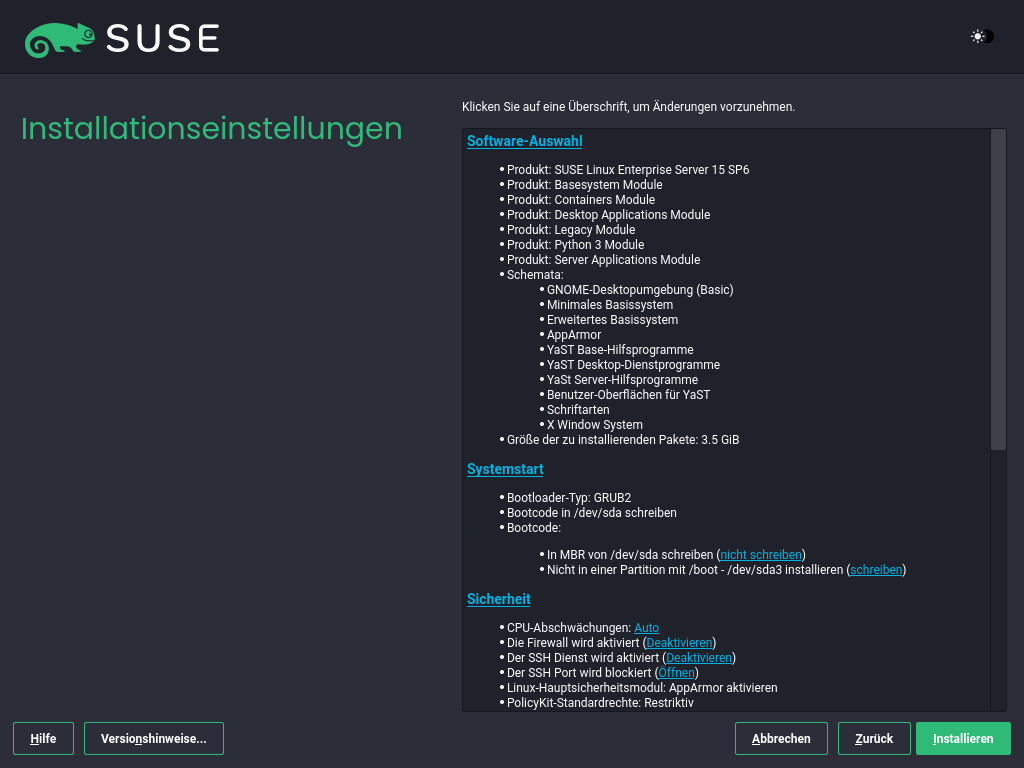 SUSE
Installationseinstellungen
Klicken Sie auf eine Überschrift, um Änderungen vorzunehmen.
Software-Auswahl
• Produkt: SUSE Linux Enterprise Server 15 SP6
• Produkt: Basesystem Module
• Produkt: Containers Module
• Produkt: Desktop Applications Module
• Produkt: Legacy Module
• Produkt: Python 3 Module
• Produkt: Server Applications Module
• Schemata:
• GNOME-Desktopumgebung (Basic)
• Minimales Basissystem
• Erweitertes Basissystem
• AppArmor
• YaST Base-Hilfsprogramme
• YaST Desktop-Dienstprogramme
• YaSt Server-Hilfsprogramme
• Benutzer-Oberflächen für YaST
• Schriftarten
• X Window System
• Größe der zu installierenden Pakete: 3.5 GiB
Systemstart
• Bootloader-Typ: GRUB2
• Bootcode in /dev/sda schreiben
• Bootcode:
• In MBR von /dev/sda schreiben (nicht schreiben)
• Nicht in einer Partition mit /boot - /dev/sda3 installieren (schreiben)
Sicherheit
• CPU-Abschwächungen: Auto
• Die Firewall wird aktiviert (Deaktivieren)
• Der SSH Dienst wird aktiviert (Deaktivieren)
• Der SSH Port wird blockiert (Öffnen)
• Linux-Hauptsicherheitsmodul: AppArmor aktivieren
• PolicyKit-Standardrechte: Restriktiv
Hilfe Versionshinweise... Abbrechen Zurück Installieren